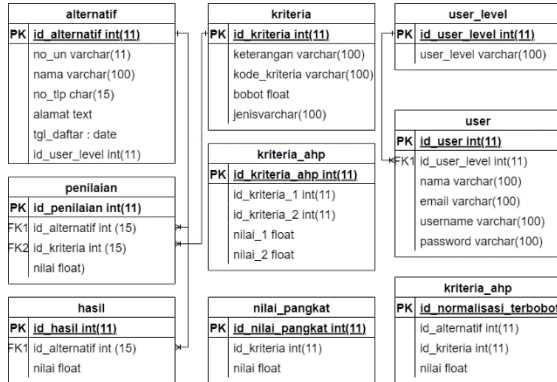 alternatif
PK id_alternatif int(11)
no_un varchar(11)
nama varchar(100)
no_tlp char(15)
alamat text
tgl_daftar : date
id_user_level int(11)
kriteria
PK id_kriteria int(11)
keterangan varchar(100)
kode_kriteria varchar(100)
bobot float
jenisvarchar(100)
user_level
PK id_user_level int(11)
user_level varchar(100)
user
PK id_user int(11)
FK1 id_user_level int(11)
nama varchar(100)
email varchar(100)
username varchar(100)
password varchar(100)
penilaian
PK id_penilaian int(11)
FK1 id_alternatif int (15)
FK2 id_kriteria int (15)
nilai float)
kriteria_ahp
PK id_kriteria_ahp int(11)
id_kriteria_1 int(11)
id_kriteria_2 int(11)
nilai_1 float
nilai_2 float
hasil
PK id_hasil int(11)
FK1 id_alternatif int (15)
nilai float
nilai_pangkat
PK id_nilai_pangkat int(11)
id_kriteria int(11)
nilai float
kriteria_ahp
PK id_normalisasi_terbobot
id_alternatif int(11)
id_kriteria int(11)
nilai float